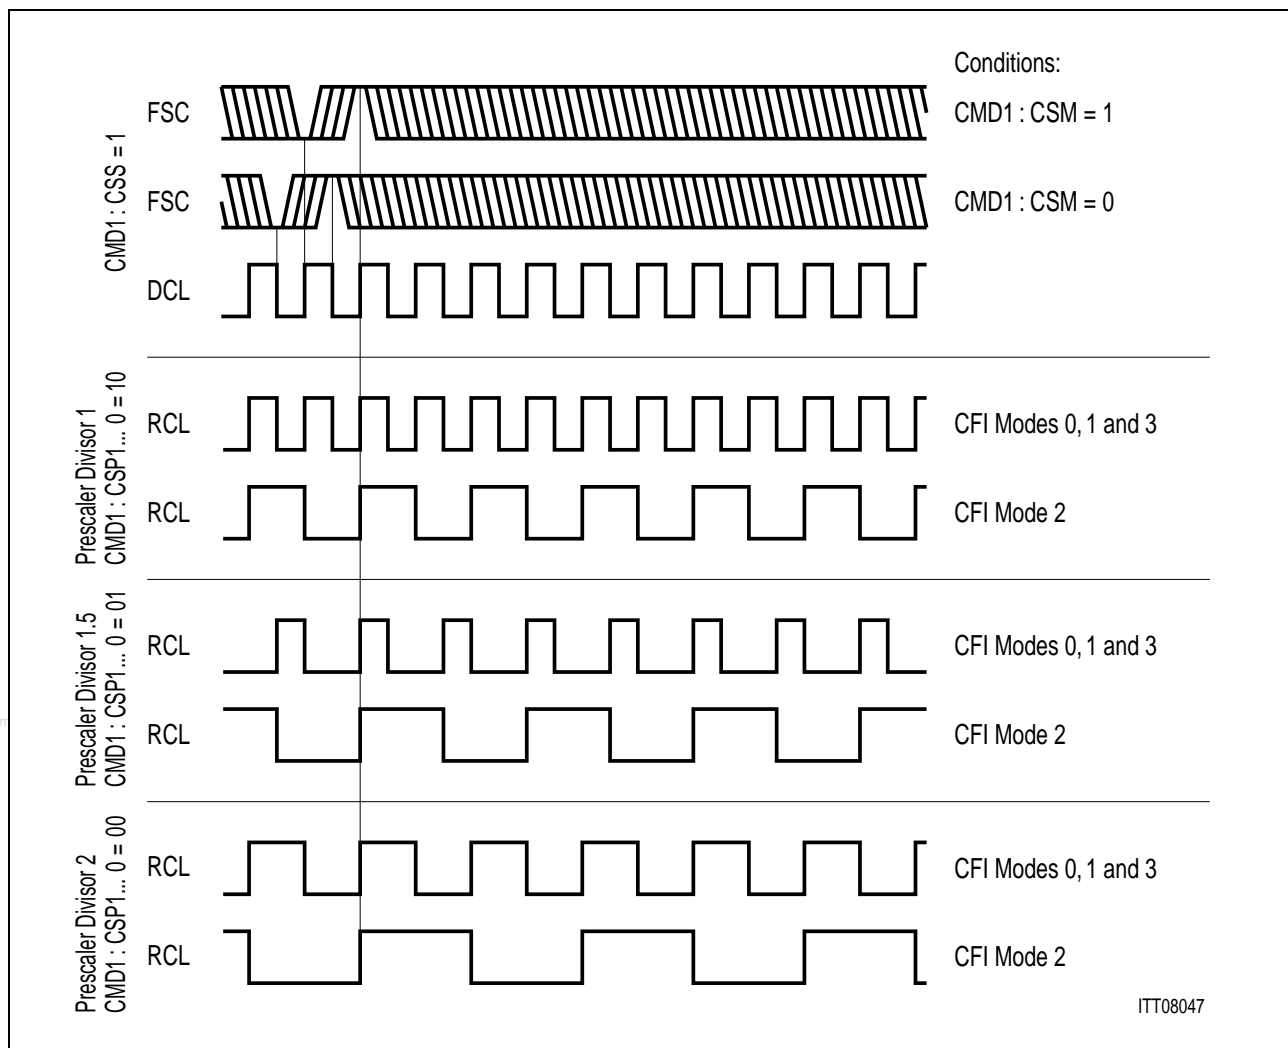 Conditions:
CMD1 : CSS = 1
FSC
CMD1 : CSM = 1
FSC
CMD1 : CSM = 0
DCL
Prescaler Divisor 1
CMD1 : CSP1... 0 = 10
RCL
CFI Modes 0, 1 and 3
RCL
CFI Mode 2
Prescaler Divisor 1.5
CMD1 : CSP1... 0 = 01
RCL
CFI Modes 0, 1 and 3
RCL
CFI Mode 2
Prescaler Divisor 2
CMD1 : CSP1... 0 = 00
RCL
CFI Modes 0, 1 and 3
RCL
CFI Mode 2
ITT08047